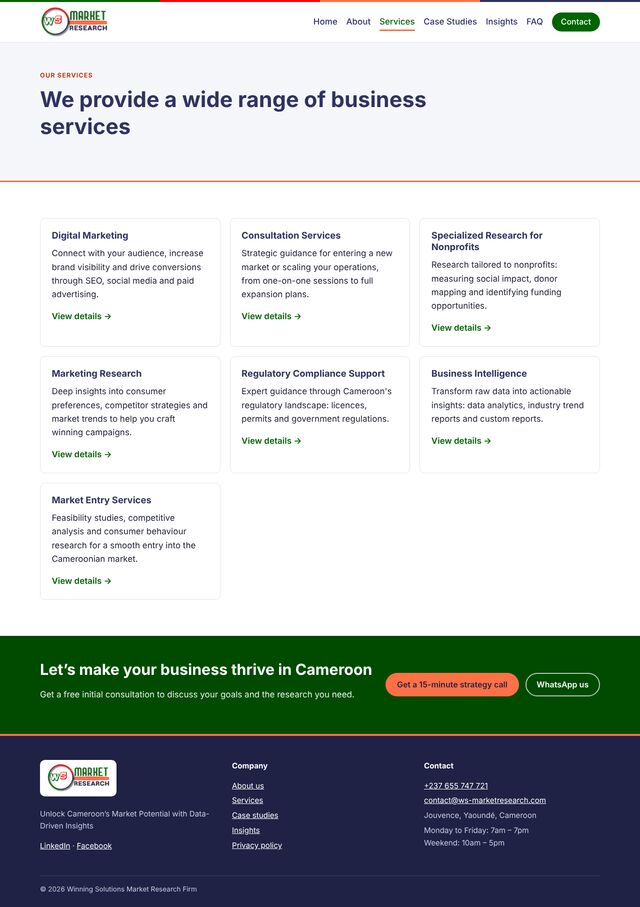 WS MARKET
RESEARCH
Home About Services Case Studies Insights FAQ Contact
OUR SERVICES
We provide a wide range of business
services
Digital Marketing
Connect with your audience, increase
brand visibility and drive conversions
through SEO, social media and paid
advertising.
View details →
Consultation Services
Strategic guidance for entering a new
market or scaling your operations,
from one-on-one sessions to full
expansion plans.
View details →
Specialized Research for
Nonprofits
Research tailored to nonprofits:
measuring social impact, donor
mapping and identifying funding
opportunities.
View details →
Marketing Research
Deep insights into consumer
preferences, competitor strategies and
market trends to help you craft
winning campaigns.
View details →
Regulatory Compliance Support
Expert guidance through Cameroon's
regulatory landscape: licences,
permits and government regulations.
View details →
Business Intelligence
Transform raw data into actionable
insights: data analytics, industry trend
reports and custom reports.
View details →
Market Entry Services
Feasibility studies, competitive
analysis and consumer behaviour
research for a smooth entry into the
Cameroonian market.
View details →
Let’s make your business thrive in Cameroon
Get a free initial consultation to discuss your goals and the research you need.
Get a 15-minute strategy call
WhatsApp us
WS MARKET
RESEARCH
Unlock Cameroon’s Market Potential with Data-
Driven Insights
LinkedIn · Facebook
Company
About us
Services
Case studies
Insights
Privacy policy
Contact
+237 655 747 721
contact@ws-marketresearch.com
Jouvence, Yaoundé, Cameroon
Monday to Friday: 7am – 7pm
Weekend: 10am – 5pm
© 2026 Winning Solutions Market Research Firm